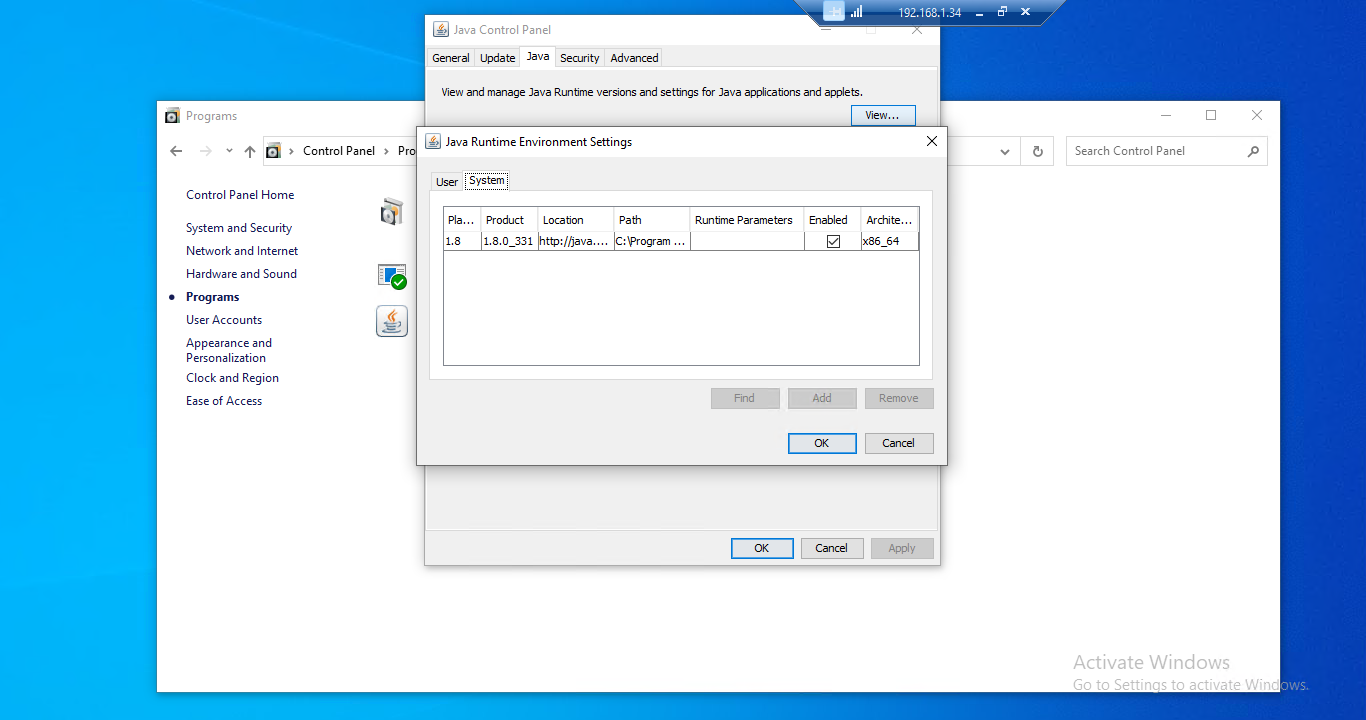 192.168.1.34
Java Control Panel
General Update Java Security Advanced
View and manage Java Runtime versions and settings for Java applications and applets.
View...
Programs
Control Panel Pro
Search Control Panel
Control Panel Home
System and Security
Network and Internet
Hardware and Sound
Programs
User Accounts
Appearance and
Personalization
Clock and Region
Ease of Access
Java Runtime Environment Settings
User System
Pla... Product Location Path Runtime Parameters Enabled Archite...
1.8 1.8.0_331 http://java.... C:\Program ... x86_64
Find Add Remove
OK Cancel
OK Cancel Apply
Activate Windows
Go to Settings to activate Windows.